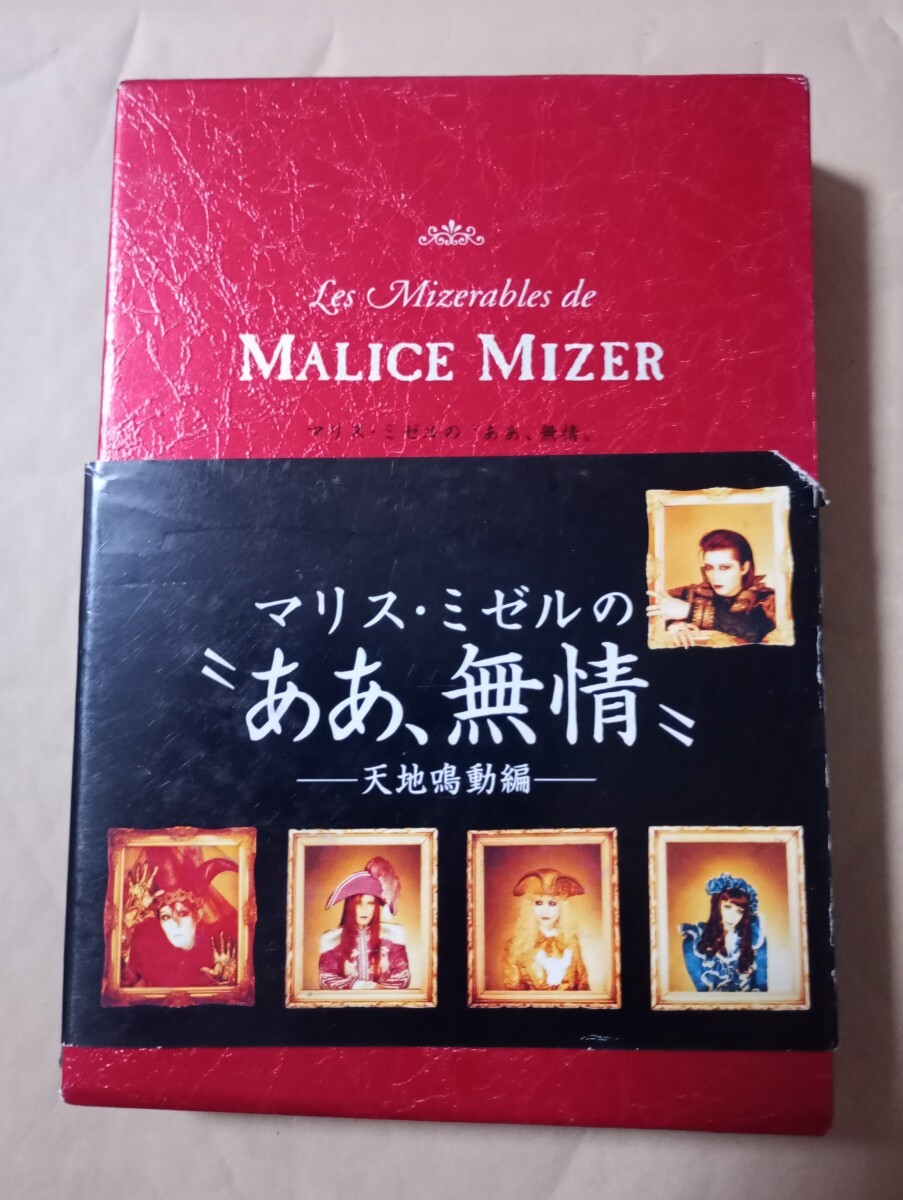 Les Mizerables de
MALICE MIZER
マリス・ミゼルの〝ああ、無情〟
マリス・ミゼルの
〝ああ、無情〟
―天地鳴動編―